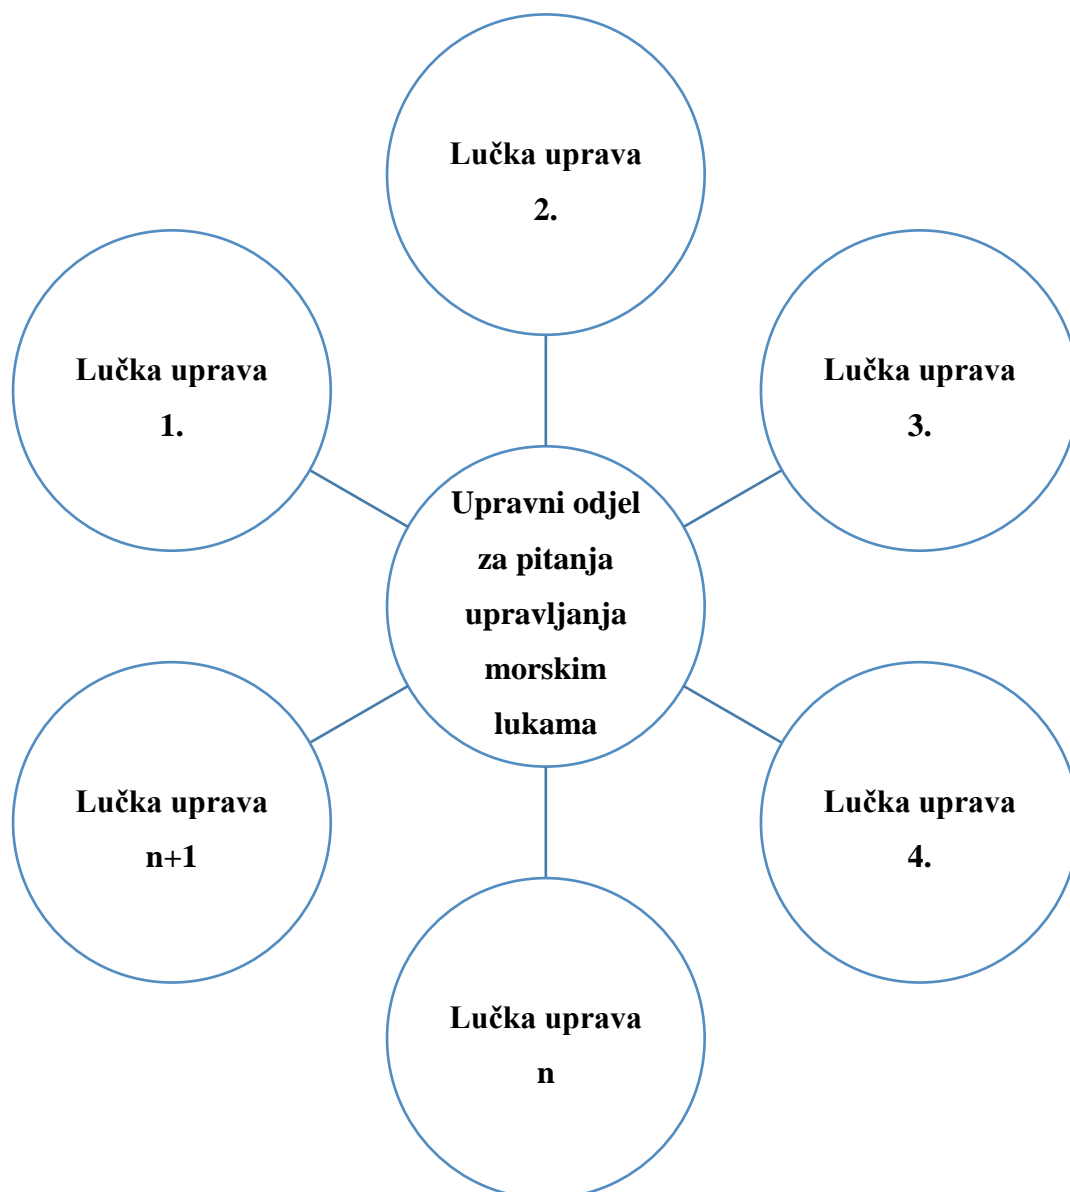 Lučka uprava
2.
Lučka uprava
1.
Lučka uprava
3.
Upravni odjel
za pitanja
upravljanja
morskim
lukama
Lučka uprava
n+1
Lučka uprava
4.
Lučka uprava
n